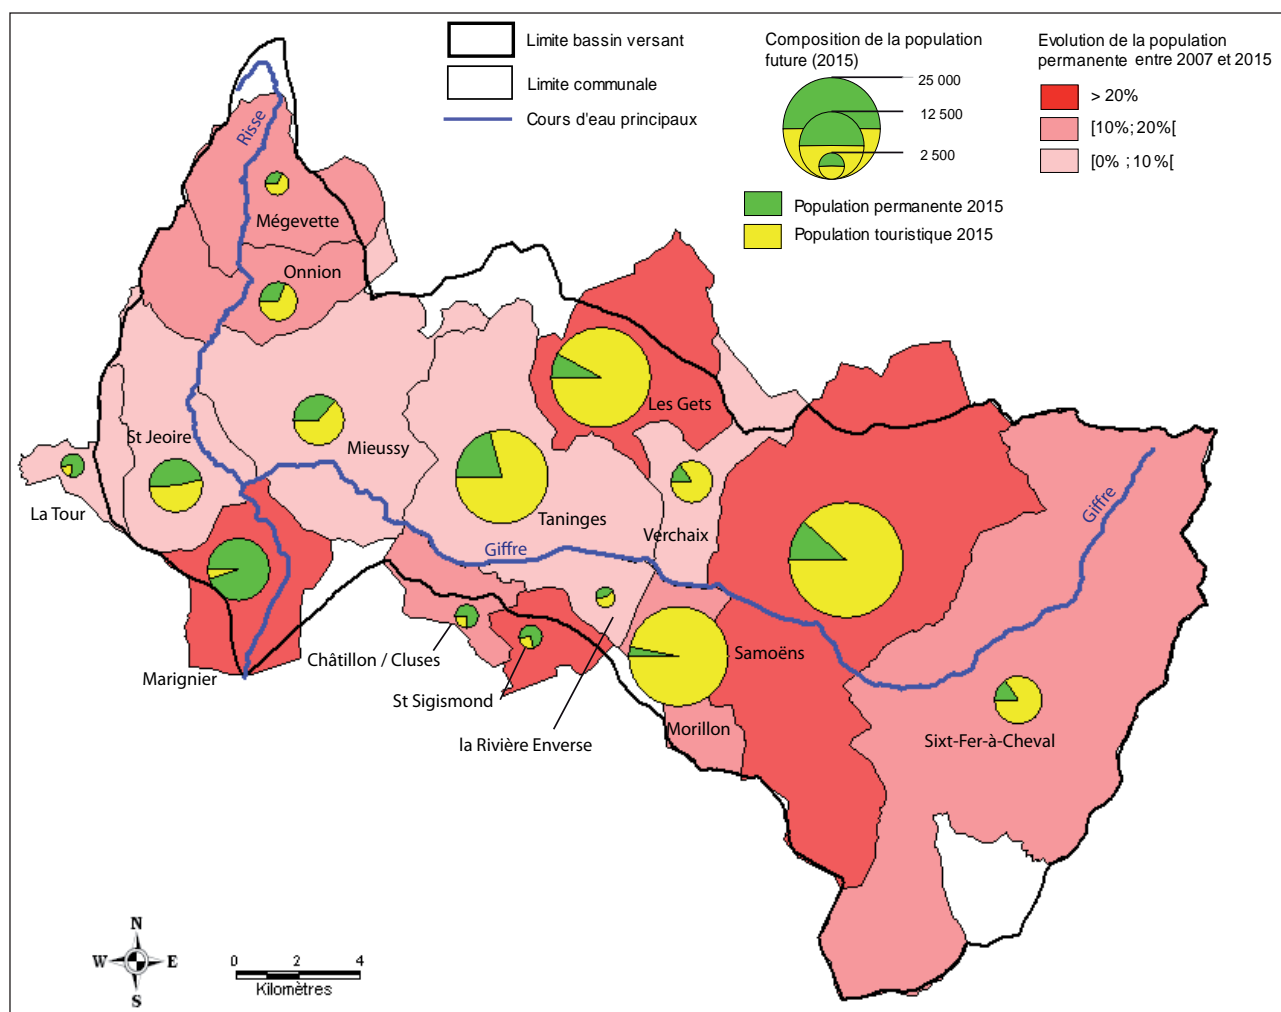 Limite bassin versant
Limite communale
Cours d'eau principaux
Composition de la population
future (2015)
25 000
12 500
2 500
Population permanente 2015
Population touristique 2015
Evolution de la population
permanente entre 2007 et 2015
> 20%
[10%; 20%[
[0% ; 10%[
Risse
Mégevette
Onnion
St Jeoire
Mieussy
Les Gets
La Tour
Taninges
Verchaix
Giffre
Giffre
Châtillon / Cluses
Samoëns
Marignier
St Sigismond
Morillon
la Rivière Enverse
Sixt-Fer-à-Cheval
N
W
E
S
0 2 4
Kilomètres